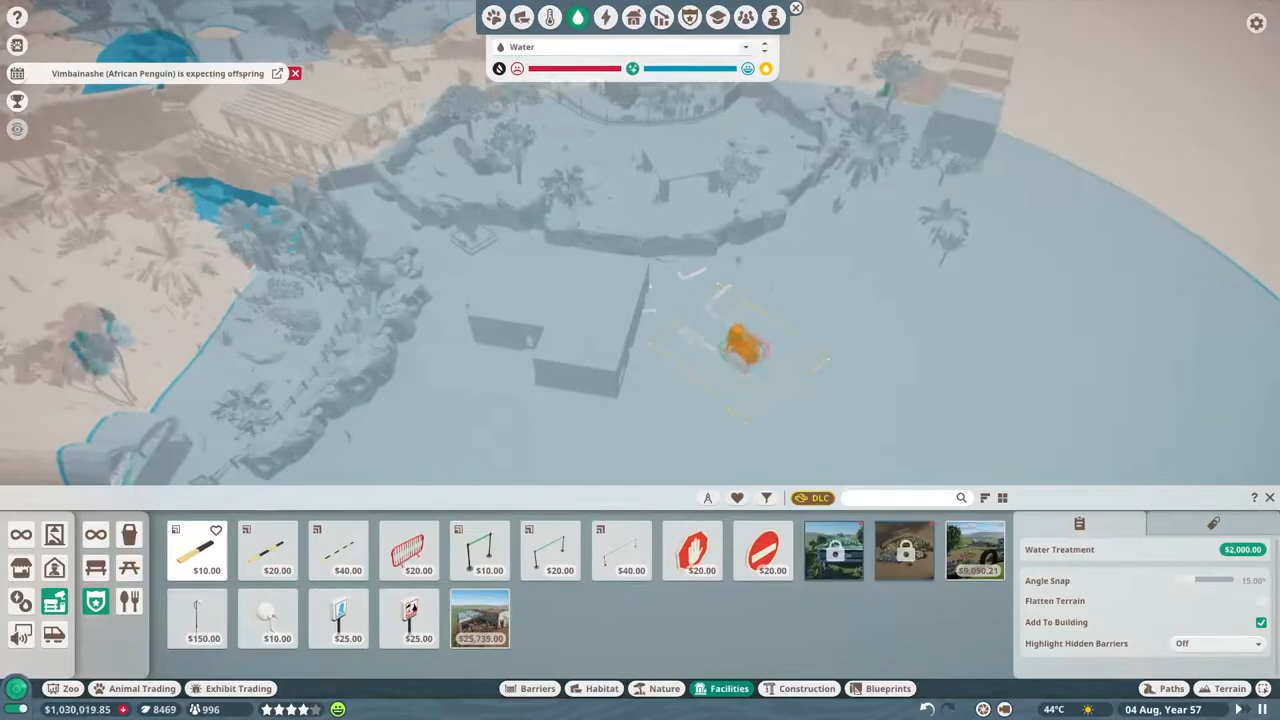 Water
Vimbainashe (African Penguin) is expecting offspring
DLC
$10.00
$20.00
$40.00
$20.00
$10.00
$20.00
$40.00
$20.00
$20.00
$9,050.21
$150.00
$10.00
$25.00
$25.00
$25,735.00
Water Treatment
$2,000.00
Angle Snap
15.00°
Flatten Terrain
Add To Building
Highlight Hidden Barriers
Off
Zoo
Animal Trading
Exhibit Trading
Barriers
Habitat
Nature
Facilities
Construction
Blueprints
Paths
Terrain
$1,030,019.85
8469
996
44°C
04 Aug, Year 57